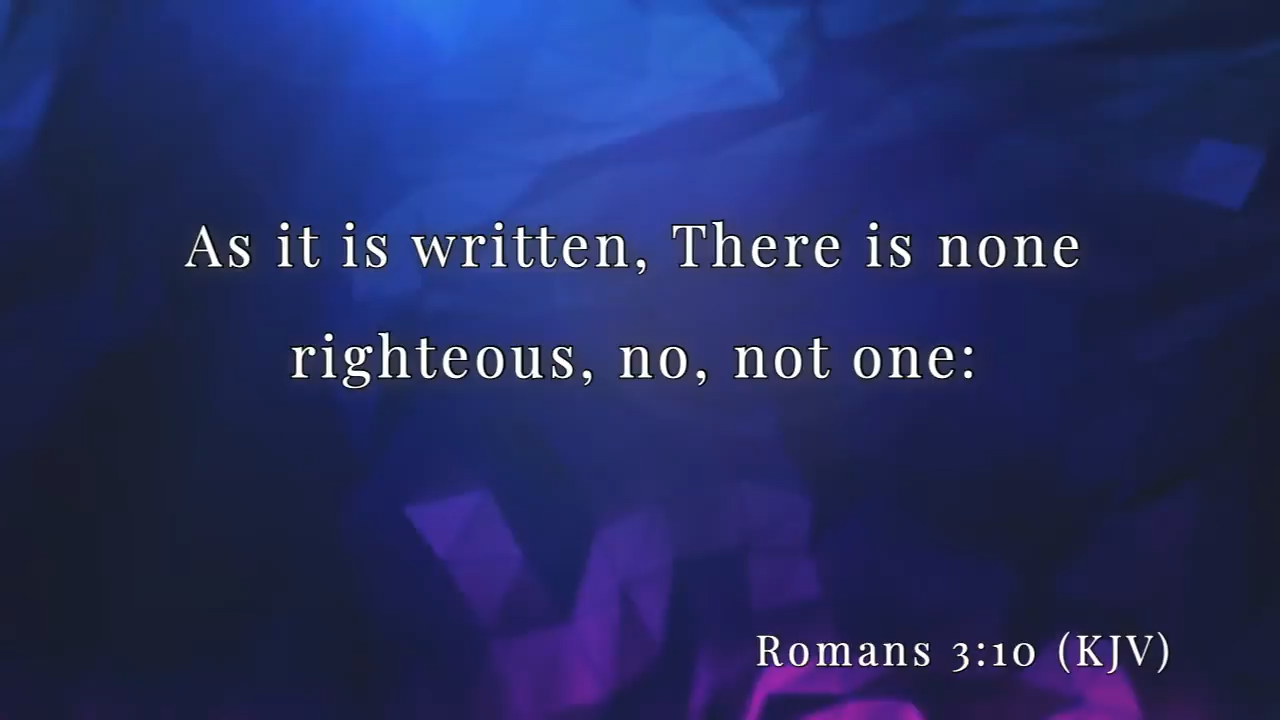 As it is written, There is none
righteous, no, not one:
Romans 3:10 (KJV)